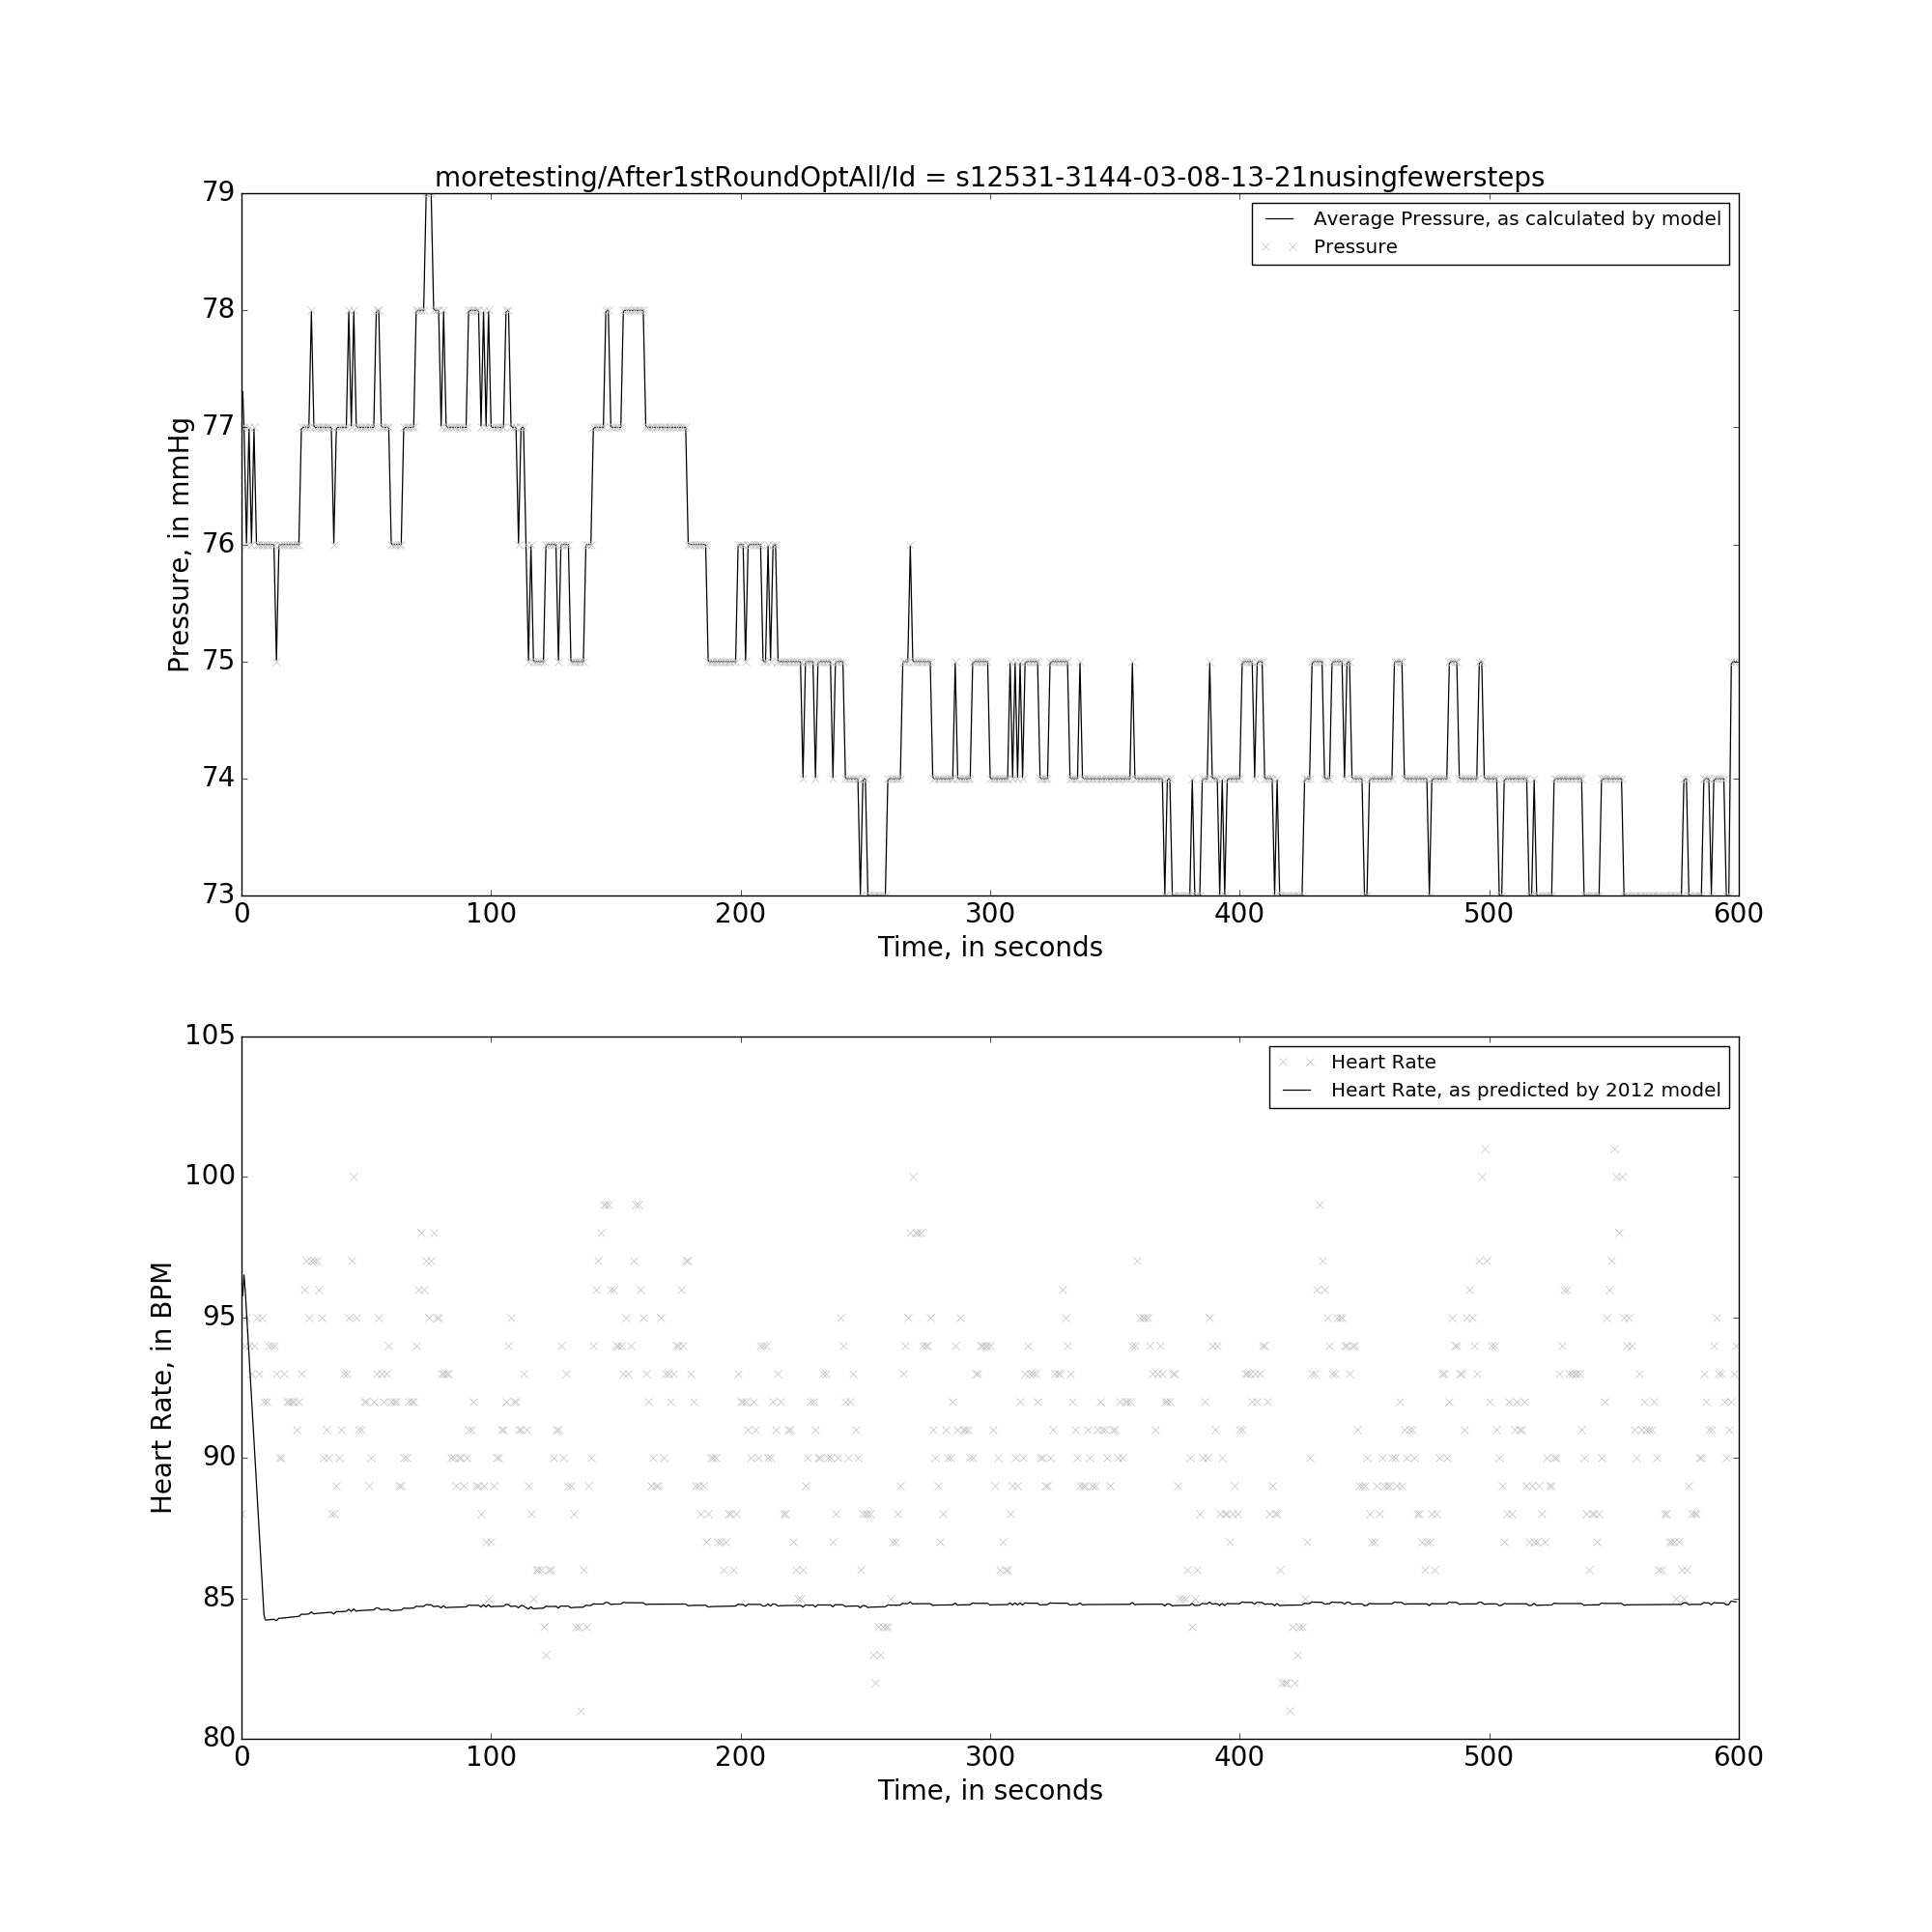 moretesting/After1stRoundOptAll/Id = s12531-3144-03-08-13-21nusingfewersteps
Average Pressure, as calculated by model
Pressure
Pressure, in mmHg
79
78
77
76
75
74
73
0 100 200 300 400 500 600
Time, in seconds
Heart Rate
Heart Rate, as predicted by 2012 model
Heart Rate, in BPM
105
100
95
90
85
80
0 100 200 300 400 500 600
Time, in seconds